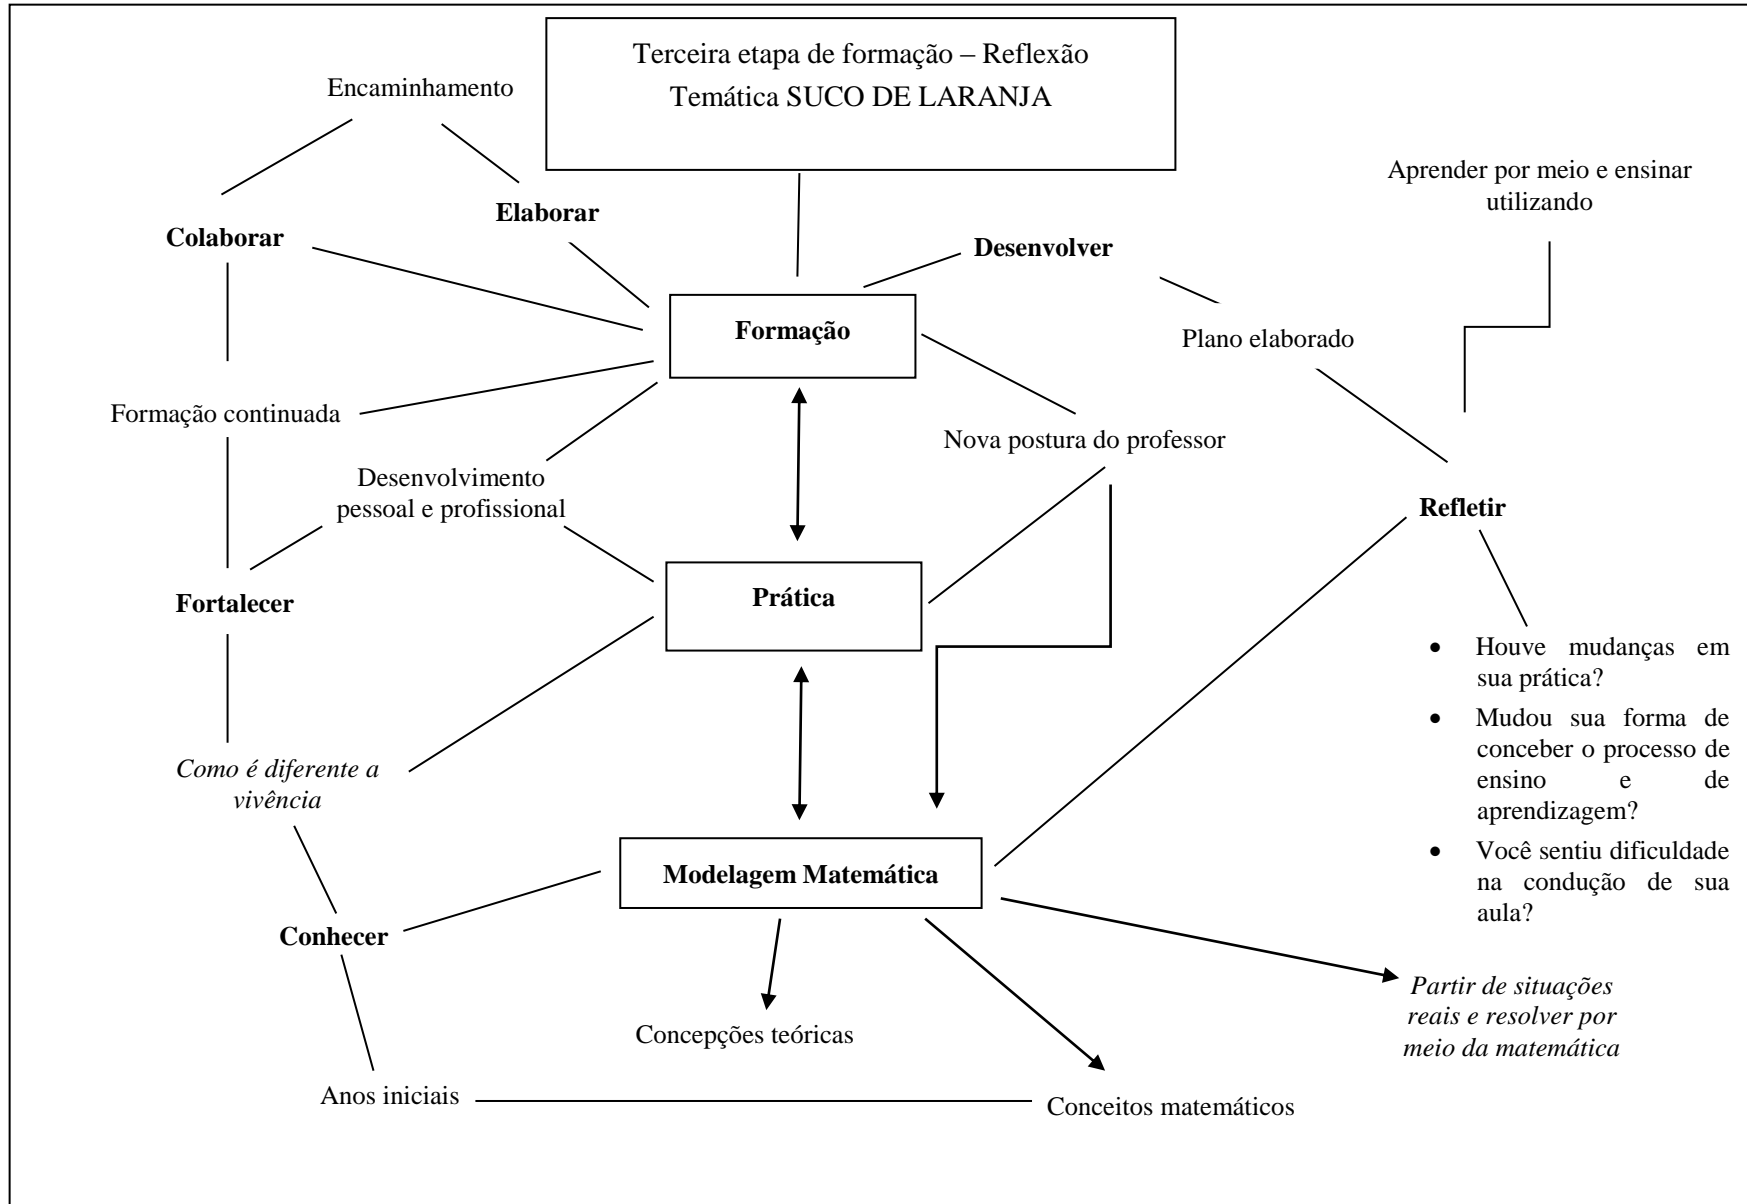 Terceira etapa de formação – Reflexão
Temática SUCO DE LARANJA
Encaminhamento
Aprender por meio e ensinar
utilizando
Elaborar
Colaborar
Desenvolver
Formação
Plano elaborado
Formação continuada
Nova postura do professor
Desenvolvimento
pessoal e profissional
Refletir
Prática
Fortalecer
• Houve mudanças em
sua prática?
• Mudou sua forma de
conceber o processo de
ensino e de
aprendizagem?
• Você sentiu dificuldade
na condução de sua
aula?
Como é diferente a
vivência
Modelagem Matemática
Conhecer
Partir de situações
reais e resolver por
meio da matemática
Concepções teóricas
Anos iniciais
Conceitos matemáticos